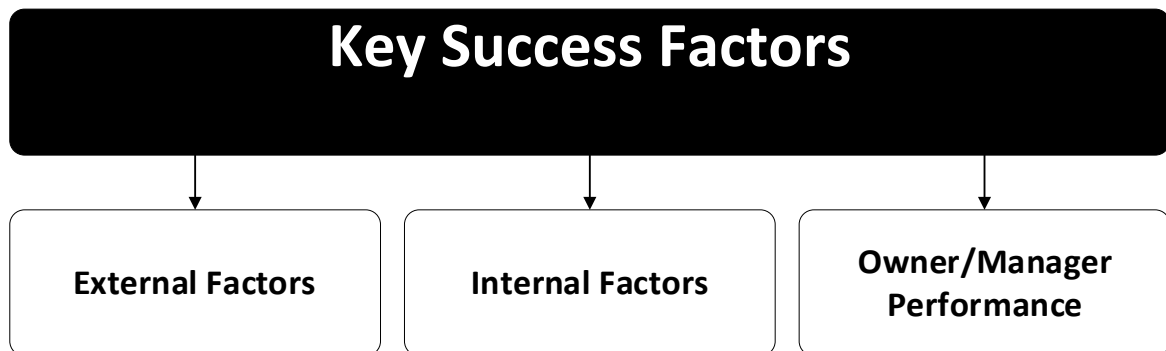 Key Success Factors
External Factors
Internal Factors
Owner/Manager
Performance